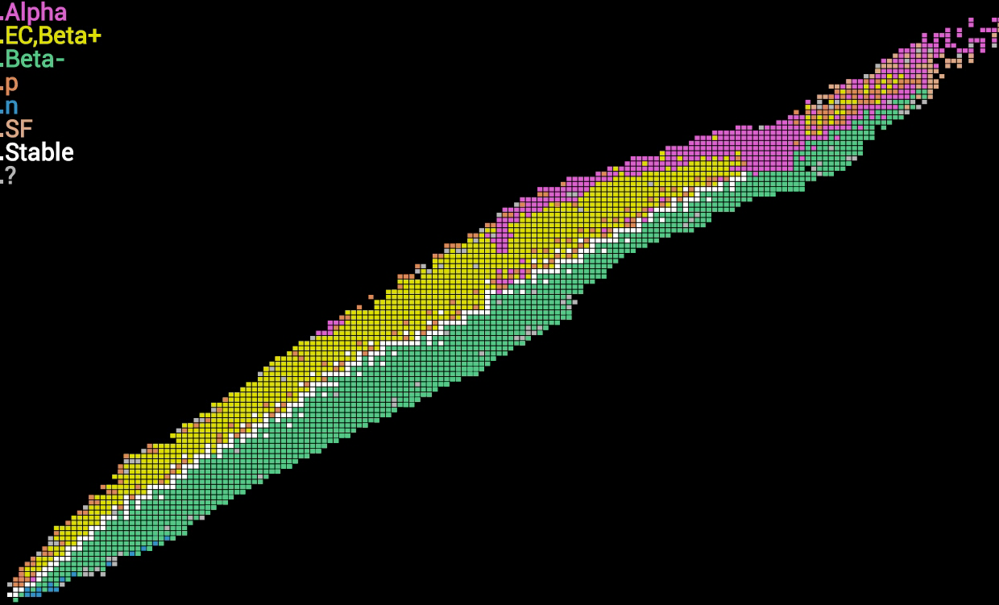 .Alpha
.EC,Beta+
.Beta-
.p
.n
.SF
.Stable
.?